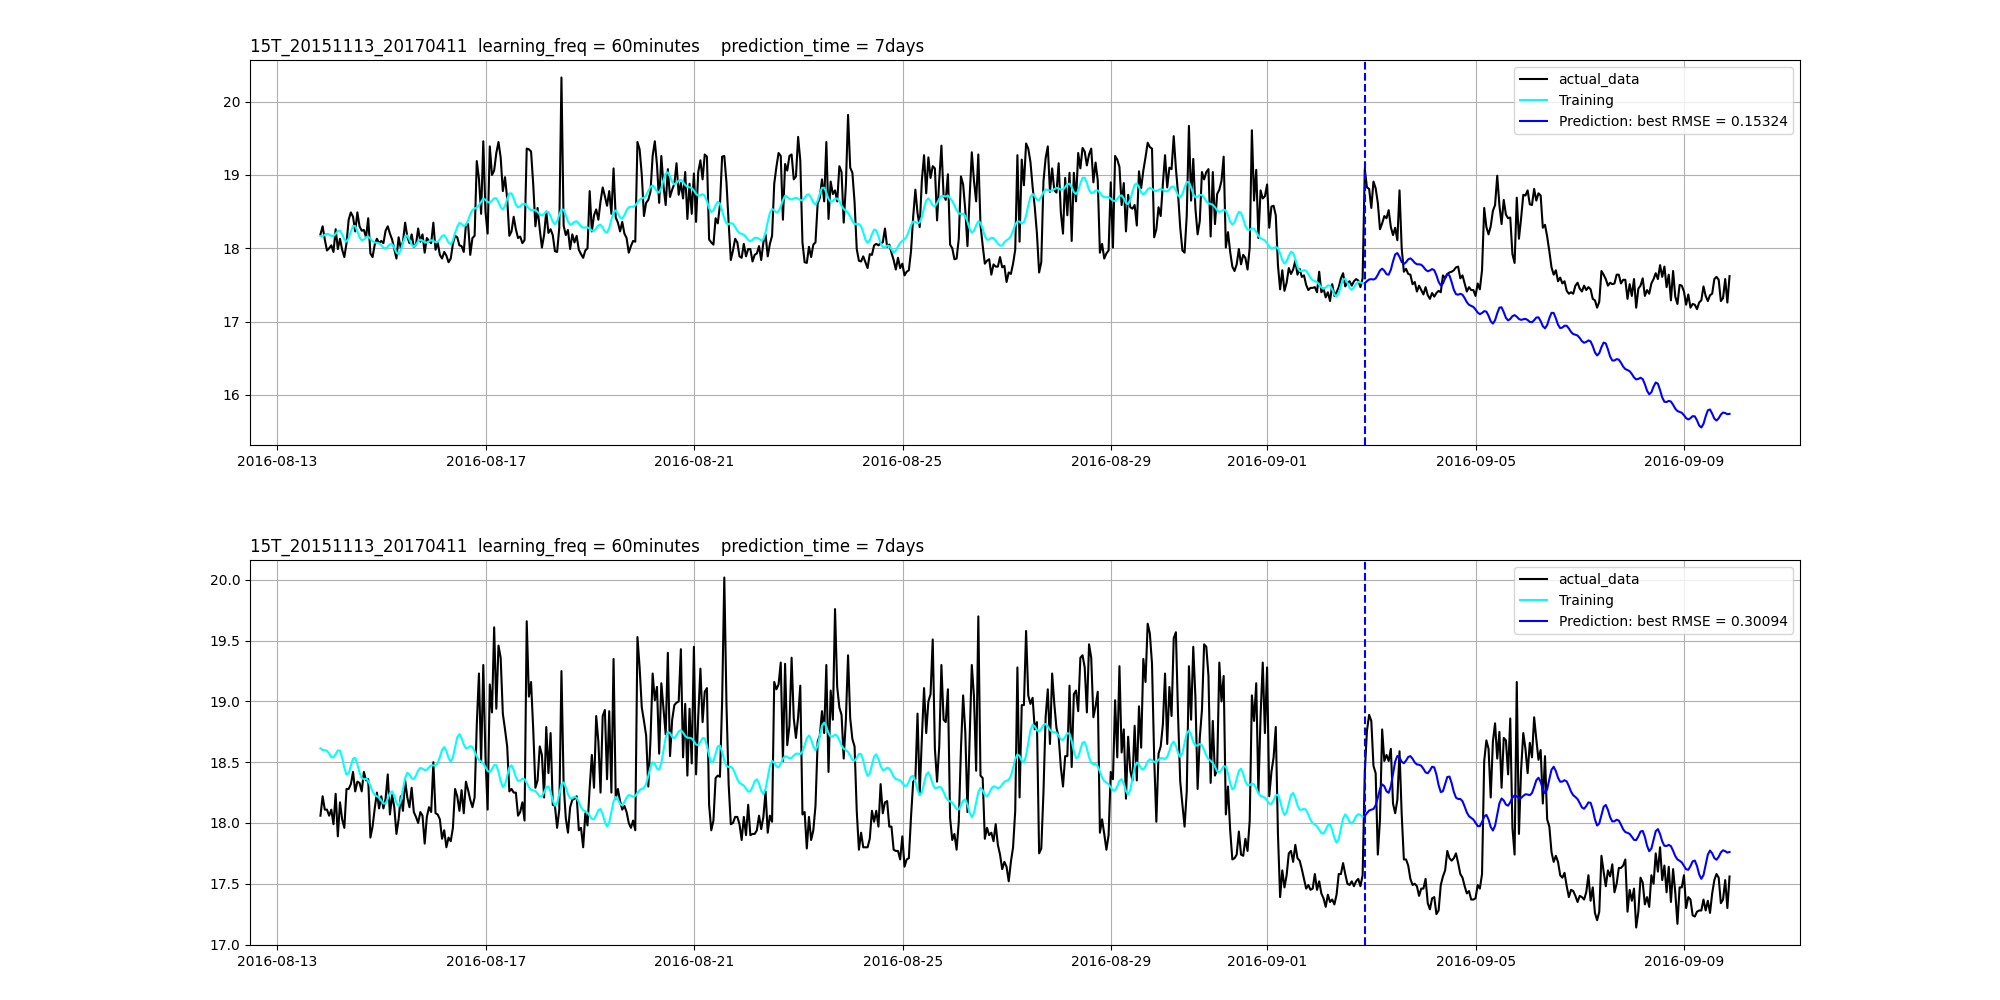 15T_20151113_20170411  learning_freq = 60minutes    prediction_time = 7days
actual_data
Training
Prediction: best RMSE = 0.15324
20
19
18
17
16
2016-08-13 2016-08-17 2016-08-21 2016-08-25 2016-08-29 2016-09-01 2016-09-05 2016-09-09
15T_20151113_20170411  learning_freq = 60minutes    prediction_time = 7days
actual_data
Training
Prediction: best RMSE = 0.30094
20.0
19.5
19.0
18.5
18.0
17.5
17.0
2016-08-13 2016-08-17 2016-08-21 2016-08-25 2016-08-29 2016-09-01 2016-09-05 2016-09-09